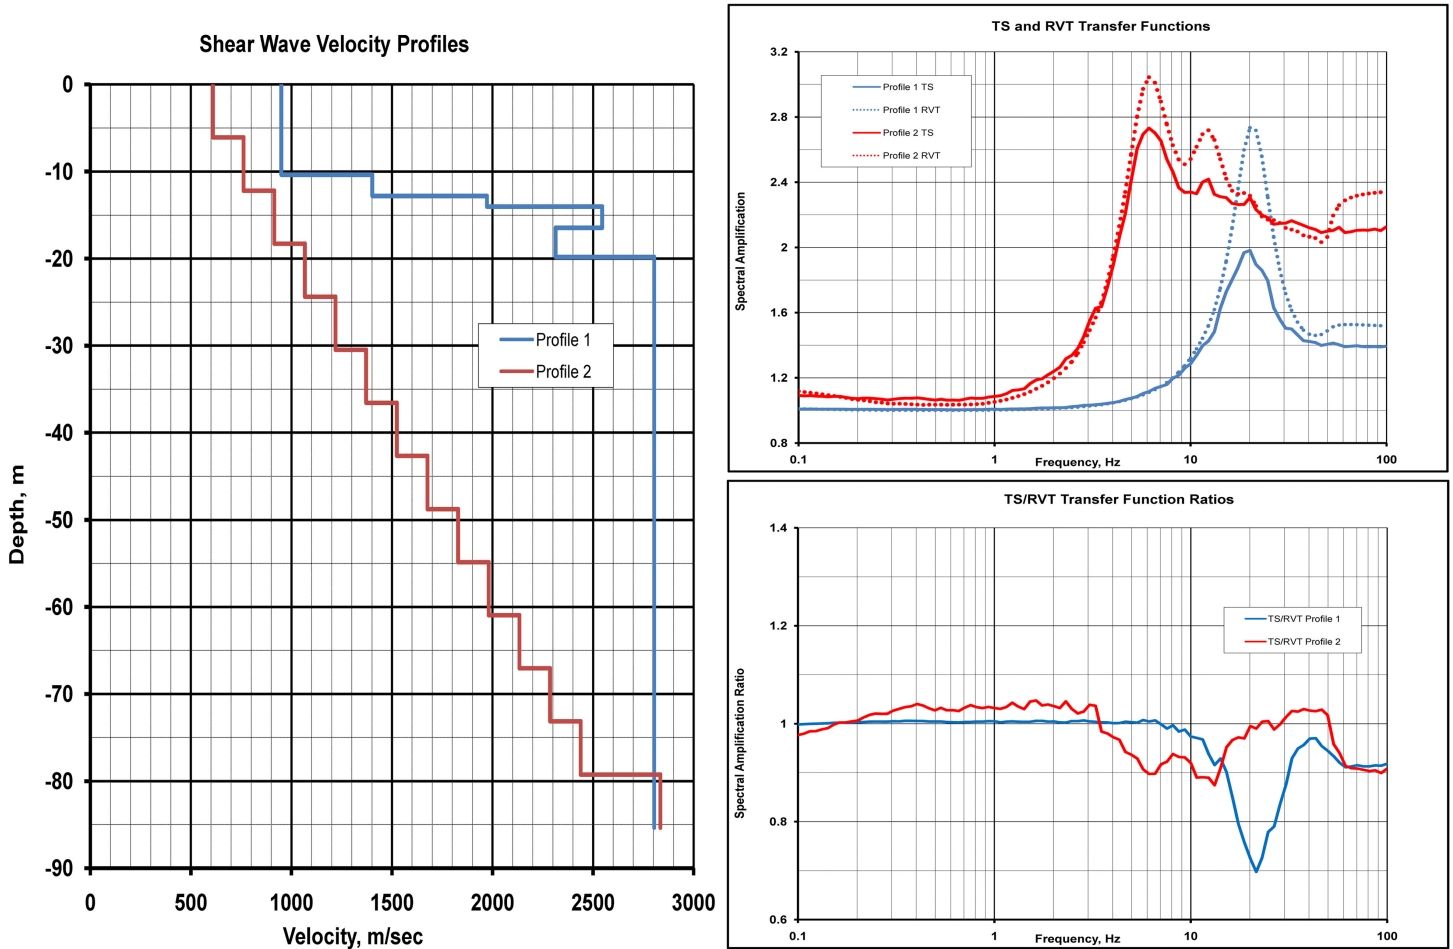 Shear Wave Velocity Profiles
0
-10
-20
-30
-40
-50
-60
-70
-80
-90
Depth, m
Profile 1
Profile 2
0 500 1000 1500 2000 2500 3000
Velocity, m/sec
TS and RVT Transfer Functions
3.2
2.8
2.4
2
1.6
1.2
0.8
Spectral Amplification
Profile 1 TS
Profile 1 RVT
Profile 2 TS
Profile 2 RVT
0.1 1 10 100
Frequency, Hz
TS/RVT Transfer Function Ratios
1.4
1.2
1
0.8
0.6
Spectral Amplification Ratio
TS/RVT Profile 1
TS/RVT Profile 2
0.1 1 10 100
Frequency, Hz